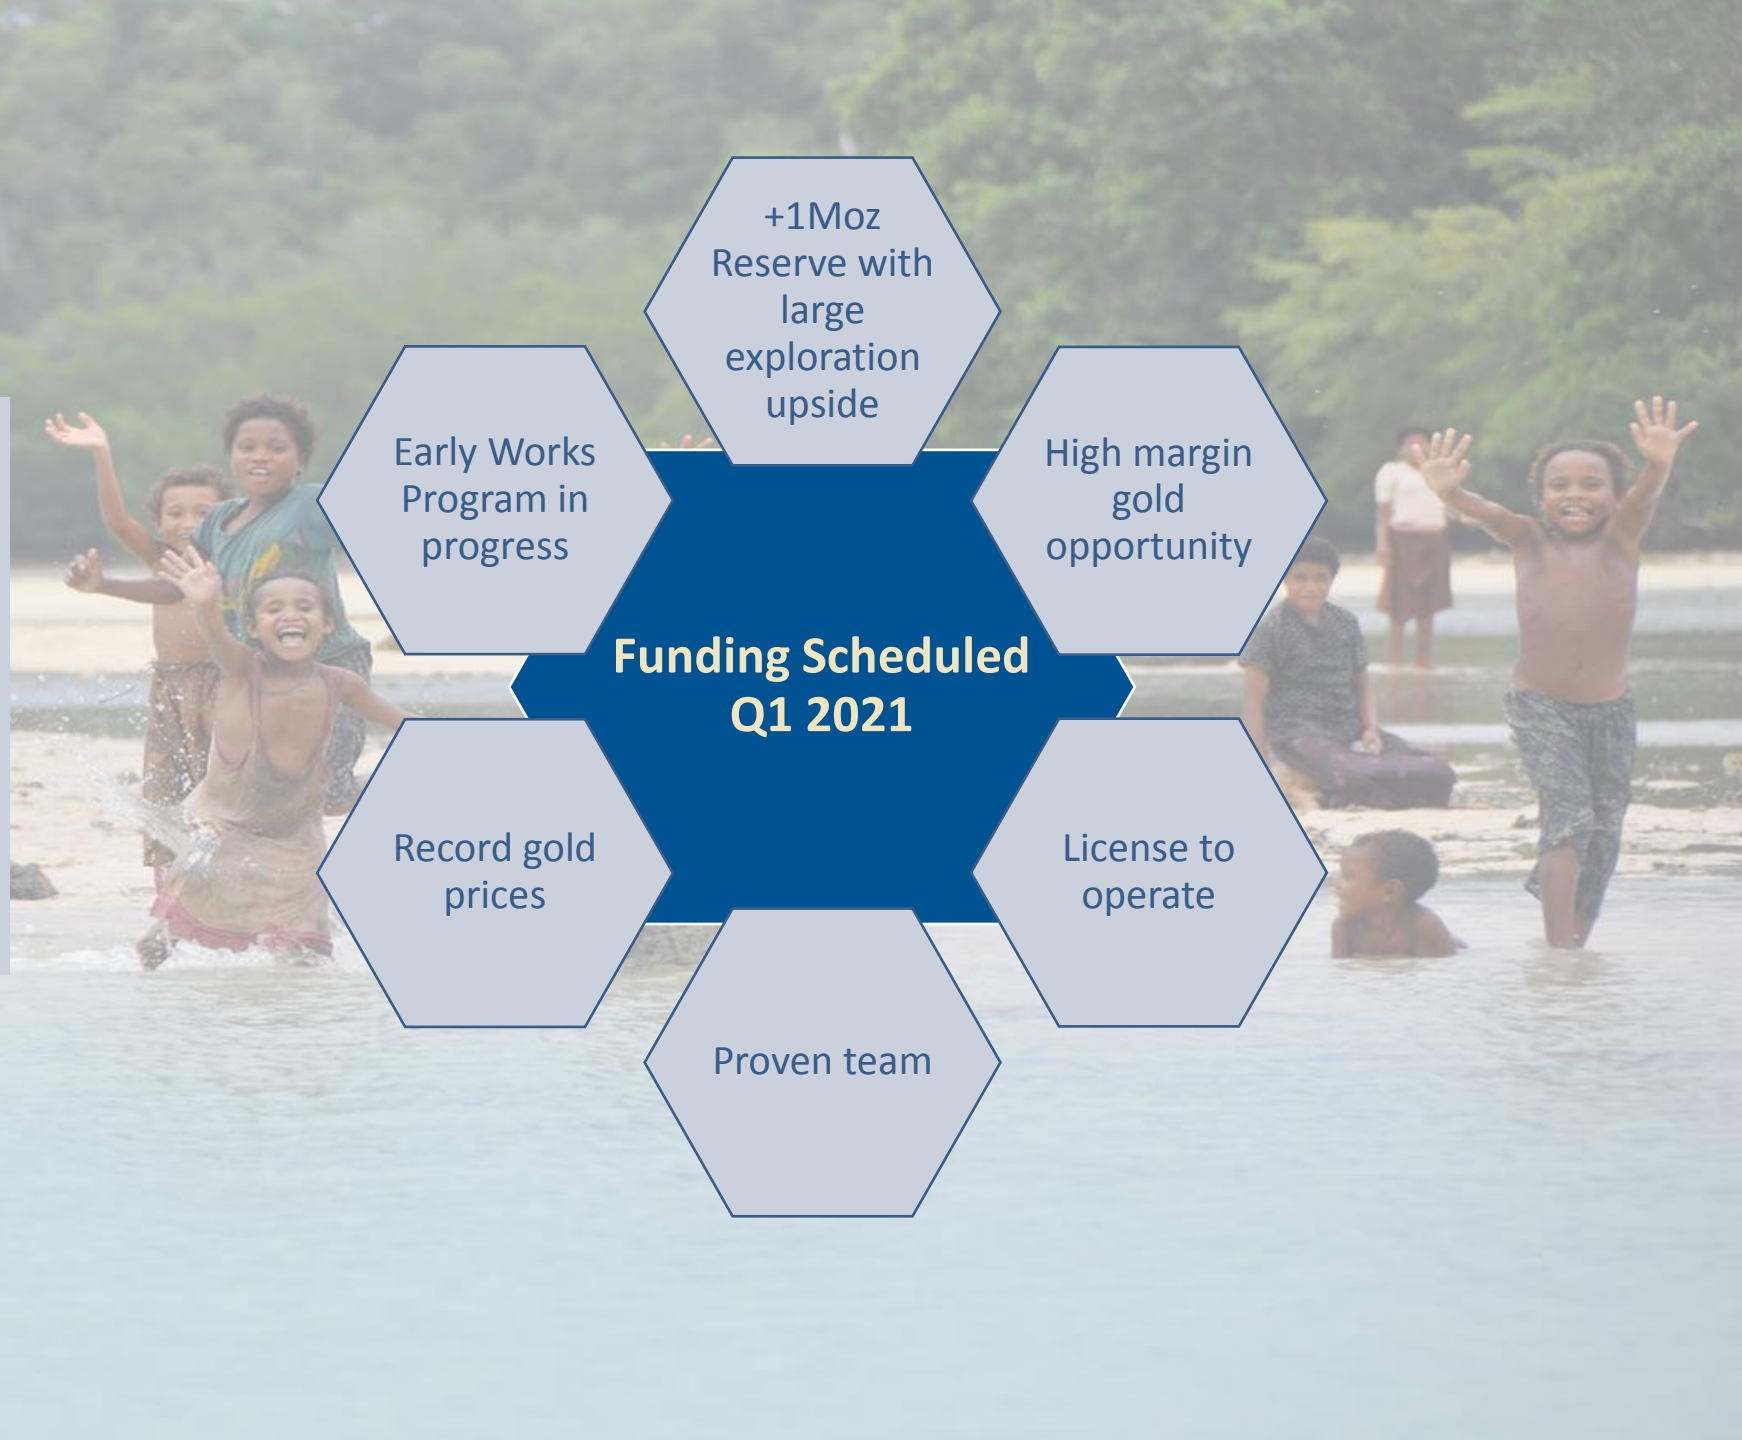 +1Moz
Reserve with
large
exploration
upside
High margin
gold
opportunity
License to
operate
Proven team
Record gold
prices
Early Works
Program in
progress
Funding Scheduled
Q1 2021